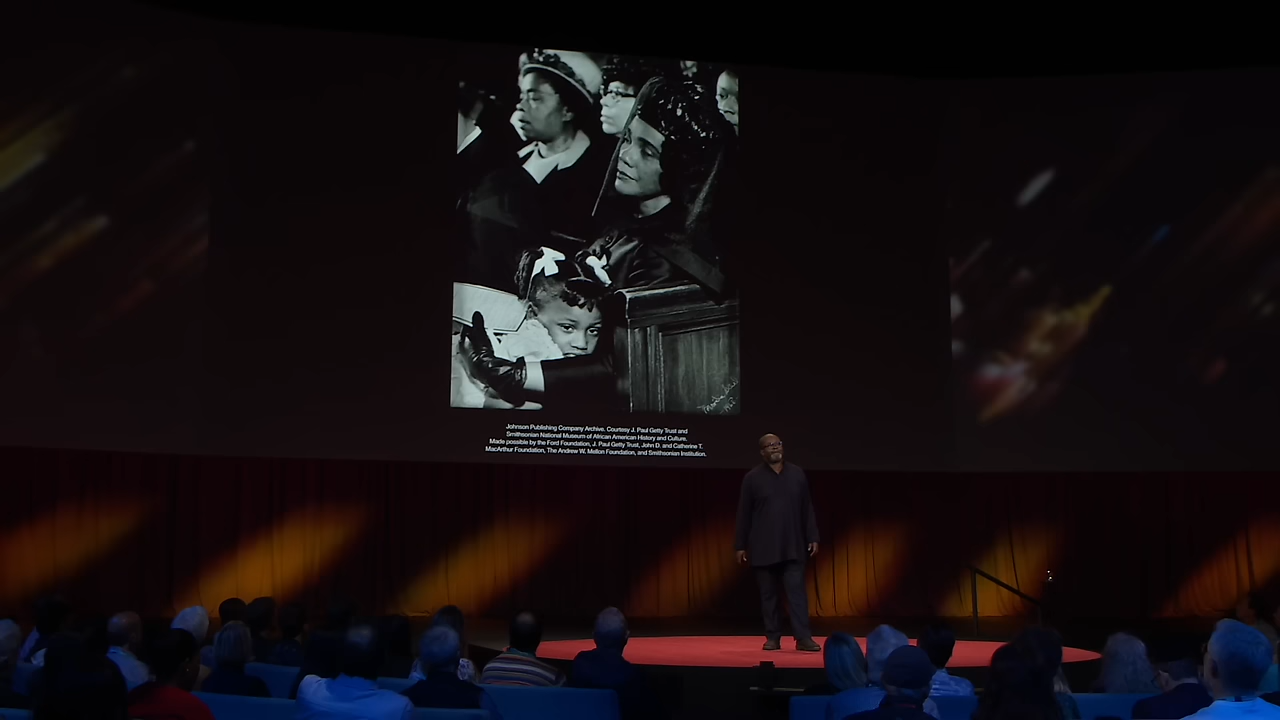 Johnson Publishing Company Archive. Courtesy J. Paul Getty Trust and
Smithsonian National Museum of African American History and Culture.
Made possible by the Ford Foundation, J. Paul Getty Trust, John D. and Catherine T.
MacArthur Foundation, The Andrew W. Mellon Foundation, and Smithsonian Institution.